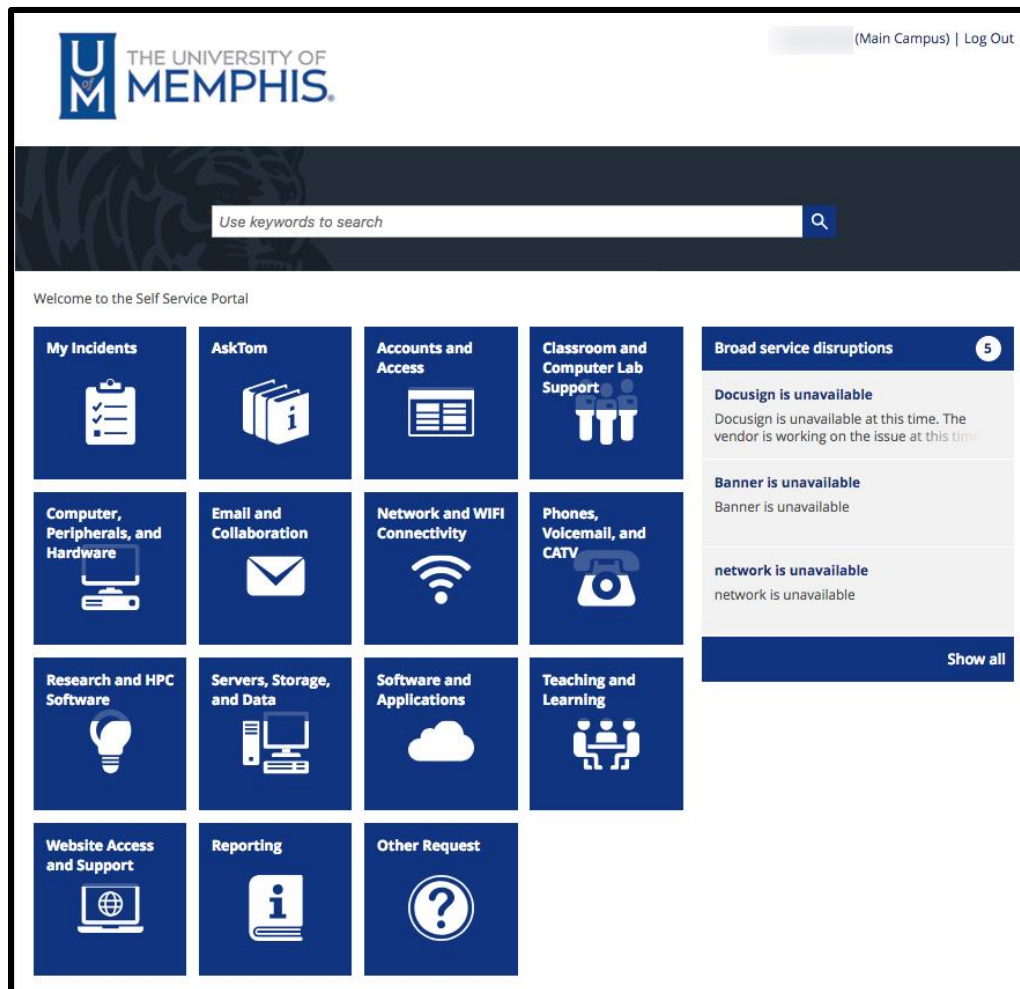 (Main Campus) | Log Out
U
of
M
THE UNIVERSITY OF
MEMPHIS®
Use keywords to search
Welcome to the Self Service Portal
My Incidents
AskTom
Accounts and
Access
Classroom and
Computer Lab
Support
Computer,
Peripherals, and
Hardware
Email and
Collaboration
Network and WIFI
Connectivity
Phones,
Voicemail, and
CATV
Research and HPC
Software
Servers, Storage,
and Data
Software and
Applications
Teaching and
Learning
Website Access
and Support
Reporting
Other Request
Broad service disruptions 5
Docusign is unavailable
Docusign is unavailable at this time. The
vendor is working on the issue at this time
Banner is unavailable
Banner is unavailable
network is unavailable
network is unavailable
Show all